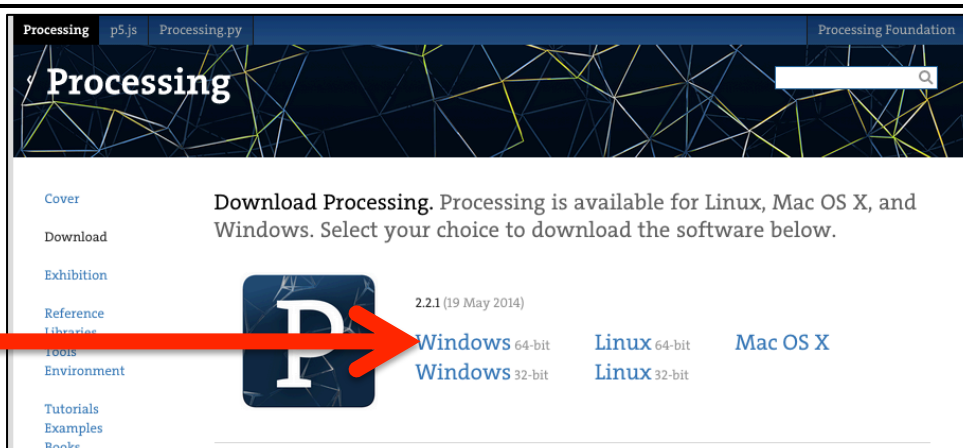 Processing p5.js Processing.py Processing Foundation
‹ Processing
Cover
Download
Exhibition
Reference
Libraries
Tools
Environment
Tutorials
Examples
Books
Download Processing. Processing is available for Linux, Mac OS X, and
Windows. Select your choice to download the software below.
P
2.2.1 (19 May 2014)
Windows 64-bit Linux 64-bit Mac OS X
Windows 32-bit Linux 32-bit